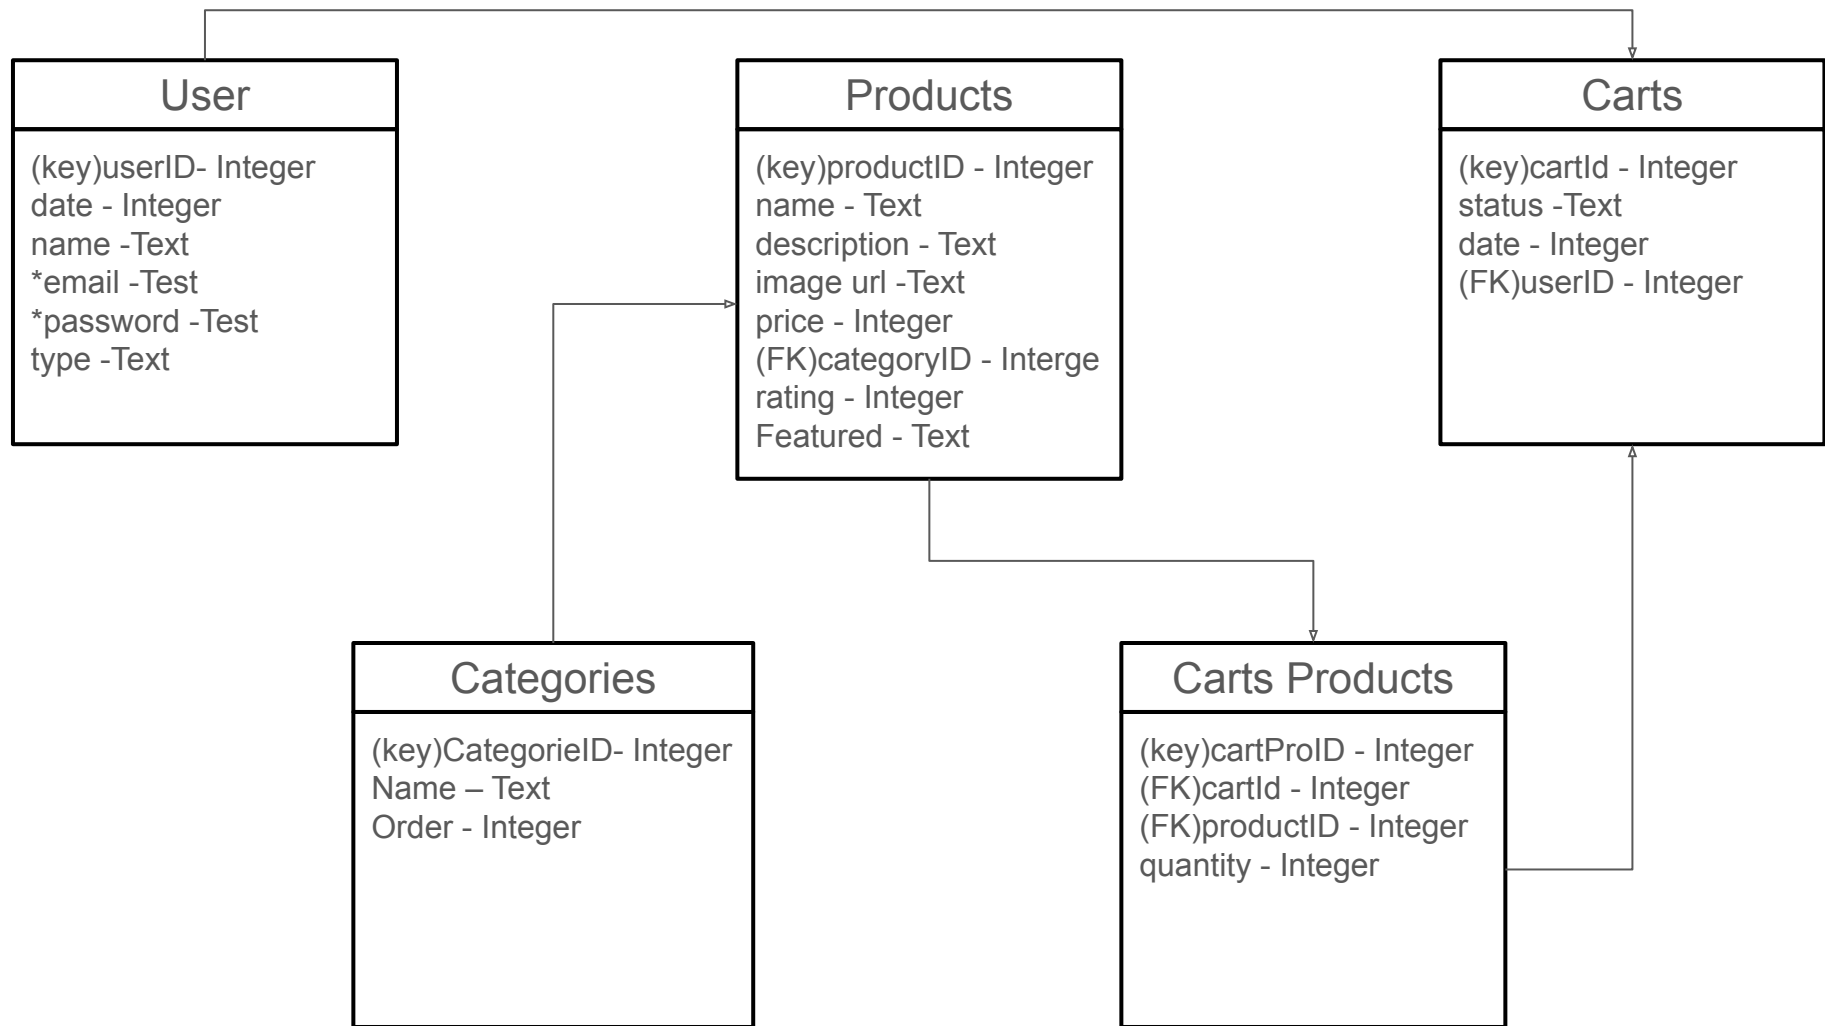 User
(key)userID- Integer
date - Integer
name -Text
*email -Test
*password -Test
type -Text
Products
(key)productID - Integer
name - Text
description - Text
image url -Text
price - Integer
(FK)categoryID - Interge
rating - Integer
Featured - Text
Carts
(key)cartId - Integer
status -Text
date - Integer
(FK)userID - Integer
Categories
(key)CategorieID- Integer
Name – Text
Order - Integer
Carts Products
(key)cartProID - Integer
(FK)cartId - Integer
(FK)productID - Integer
quantity - Integer